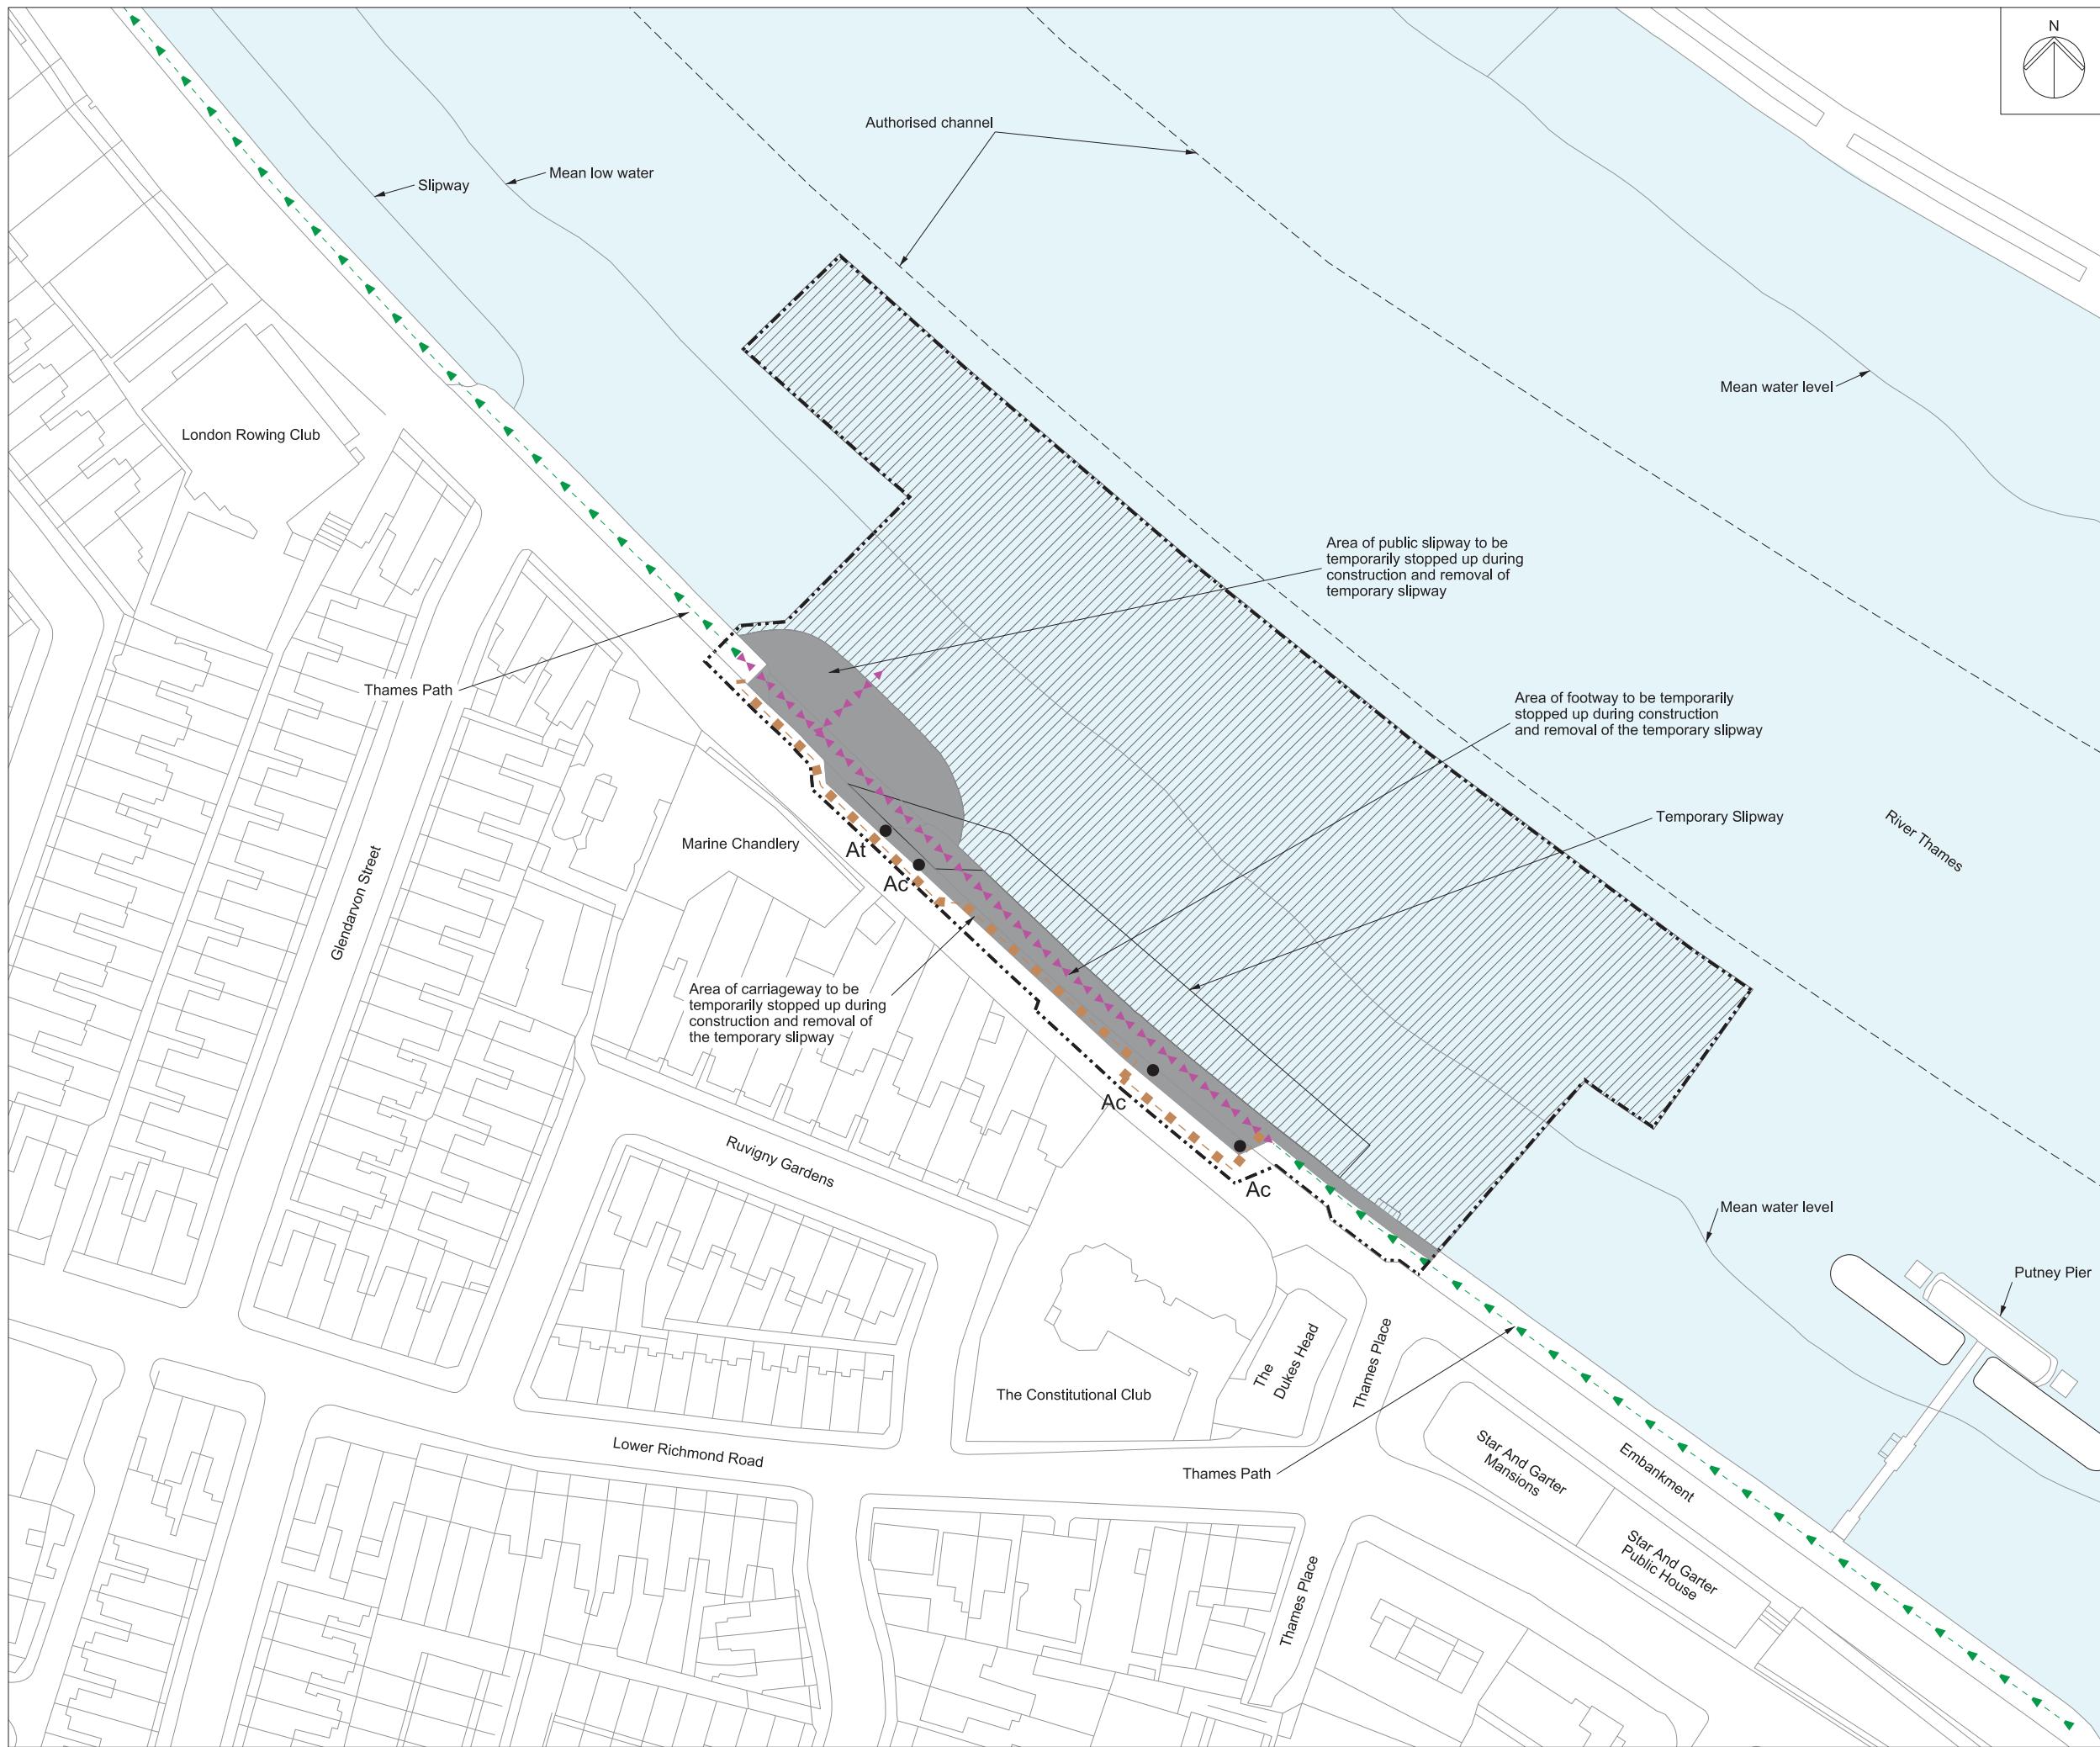 N
Authorised channel
Slipway
Mean low water
Mean water level
London Rowing Club
Area of public slipway to be
temporarily stopped up during
construction and removal of
temporary slipway
Thames Path
Area of footway to be temporarily
stopped up during construction
and removal of the temporary slipway
Temporary Slipway
River Thames
Marine Chandlery
At
Ac
Glendarvon Street
Area of carriageway to be
temporarily stopped up during
construction and removal of
the temporary slipway
Ac
Ruvigny Gardens
Ac
Mean water level
Putney Pier
The
Dukes Head
Thames Place
The Constitutional Club
Lower Richmond Road
Thames Path
Star And Garter
Mansions
Embankment
Star And Garter
Public House
Thames Place